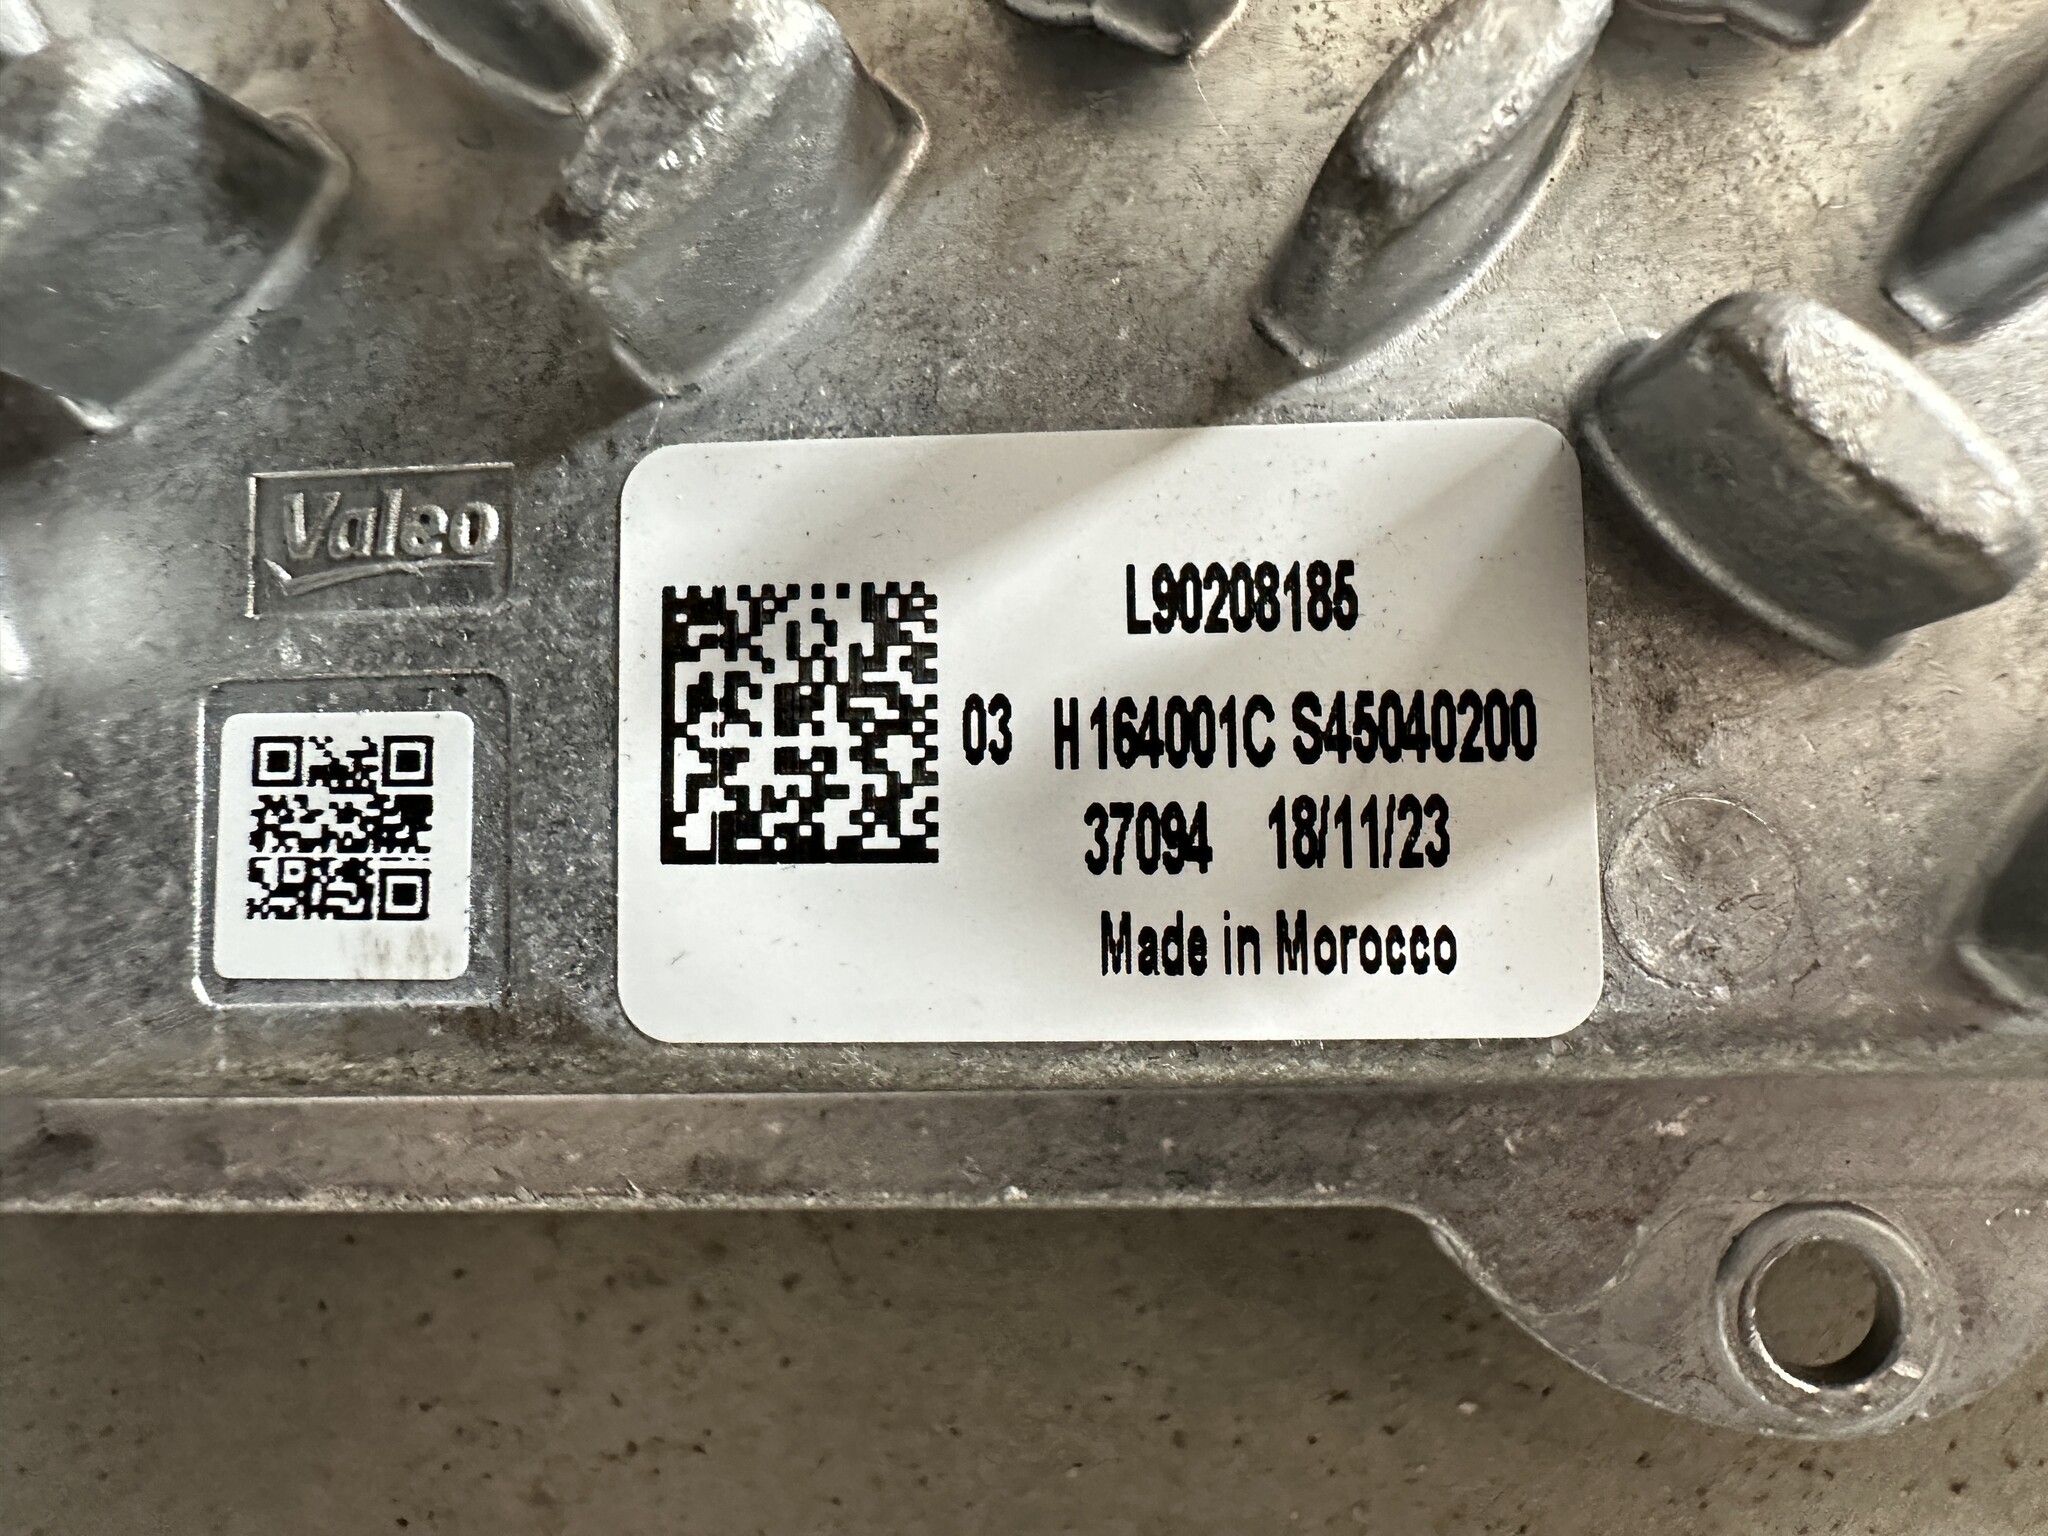 Valeo
L90208185
03 H164001C S45040200
37094 18/11/23
Made in Morocco